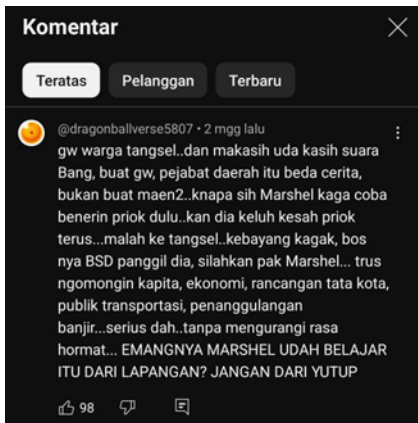 Komentar
Teratas
Pelanggan
Terbaru
@dragonballverse5807 • 2 mgg lalu
gw warga tangsel..dan makasih uda kasih suara
Bang, buat gw, pejabat daerah itu beda cerita,
bukan buat maen2..knapa sih Marshel kaga coba
benerin priok dulu..kan dia keluh kesah priok
terus...malah ke tangsel..kebayang kagak, bos
nya BSD panggil dia, silahkan pak Marshel... trus
ngomongin kapita, ekonomi, rancangan tata kota,
publik transportasi, penanggulangan
banjir...serius dah..tanpa mengurangi rasa
hormat... EMANGNYA MARSHEL UDAH BELAJAR
ITU DARI LAPANGAN? JANGAN DARI YUTUP
98